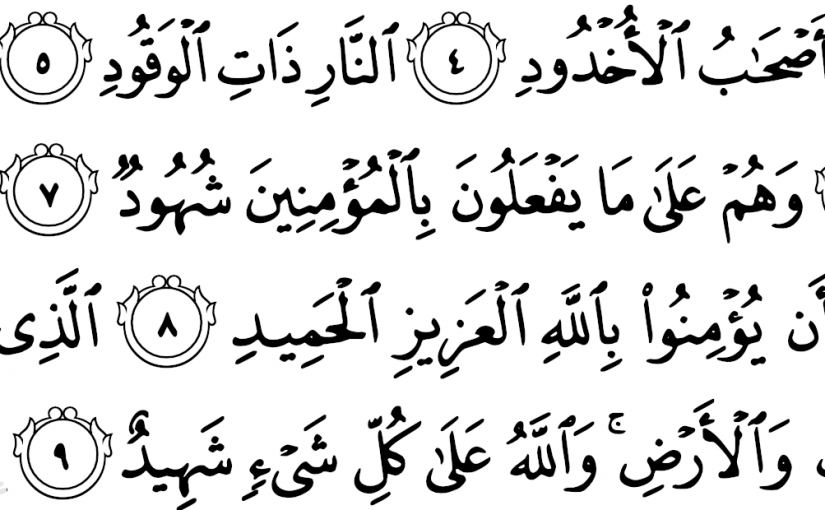 أَصۡحَٰبُ ٱلۡأُخۡدُودِ ٤ ٱلنَّارِ ذَاتِ ٱلۡوَقُودِ ٥
وَهُمۡ عَلَىٰ مَا يَفۡعَلُونَ بِٱلۡمُؤۡمِنِينَ شُهُودٞ ٧
أَن يُؤۡمِنُواْ بِٱللَّهِ ٱلۡعَزِيزِ ٱلۡحَمِيدِ ٨ ٱلَّذِي
وَٱلۡأَرۡضِۚ وَٱللَّهُ عَلَىٰ كُلِّ شَيۡءٖ شَهِيدٌ ٩